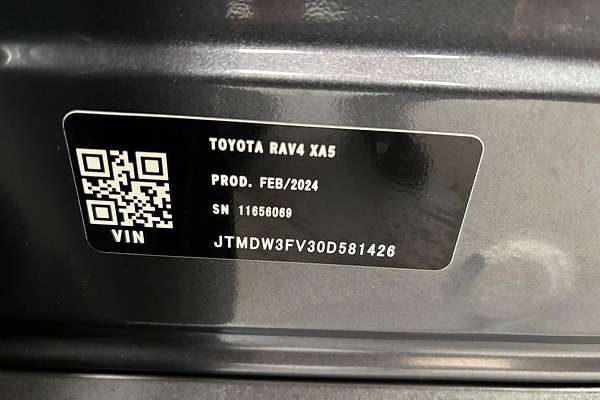 TOYOTA RAV4 XA5
PROD. FEB/2024
SN 11656069
VIN
JTMDW3FV30D581426